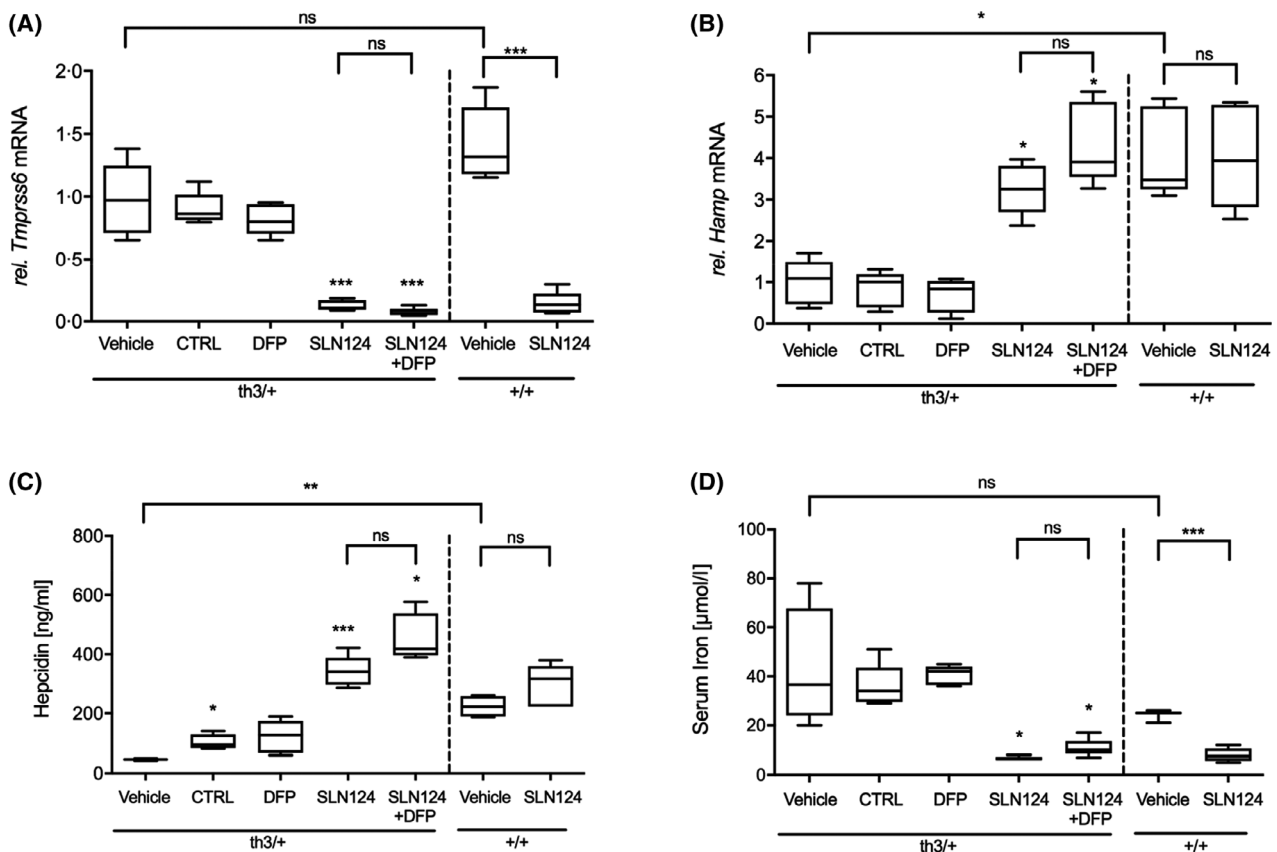 (A)
ns
ns
***
2·0
1·5
1·0
0·5
0·0
rel. Tmprss6 mRNA
***
***
Vehicle CTRL DFP SLN124 SLN124 Vehicle SLN124
+DFP
th3/+ +/+
(B)
*
ns
ns
*
*
6
5
4
3
2
1
0
rel. Hamp mRNA
Vehicle CTRL DFP SLN124 SLN124 Vehicle SLN124
+DFP
th3/+ +/+
(C)
**
ns
ns
*
***
*
800
600
400
200
0
Hepcidin [ng/ml]
Vehicle CTRL DFP SLN124 SLN124 Vehicle SLN124
+DFP
th3/+ +/+
(D)
ns
ns
***
*
*
100
80
60
40
20
0
Serum Iron [µmol/l]
Vehicle CTRL DFP SLN124 SLN124 Vehicle SLN124
+DFP
th3/+ +/+